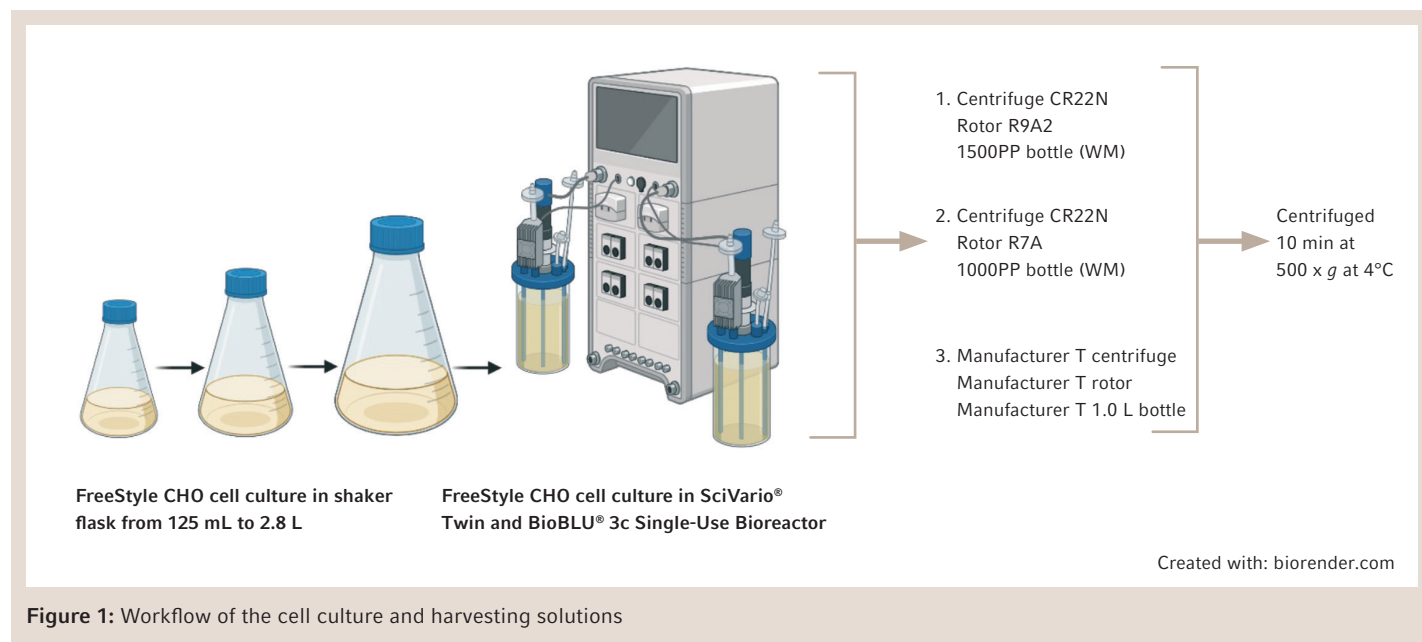 1. Centrifuge CR22N
Rotor R9A2
1500PP bottle (WM)
2. Centrifuge CR22N
Rotor R7A
1000PP bottle (WM)
3. Manufacturer T centrifuge
Manufacturer T rotor
Manufacturer T 1.0 L bottle
Centrifuged
10 min at
500 x g at 4°C
FreeStyle CHO cell culture in shaker
flask from 125 mL to 2.8 L
FreeStyle CHO cell culture in SciVario®
Twin and BioBLU® 3c Single-Use Bioreactor
Created with: biorender.com
Figure 1: Workflow of the cell culture and harvesting solutions